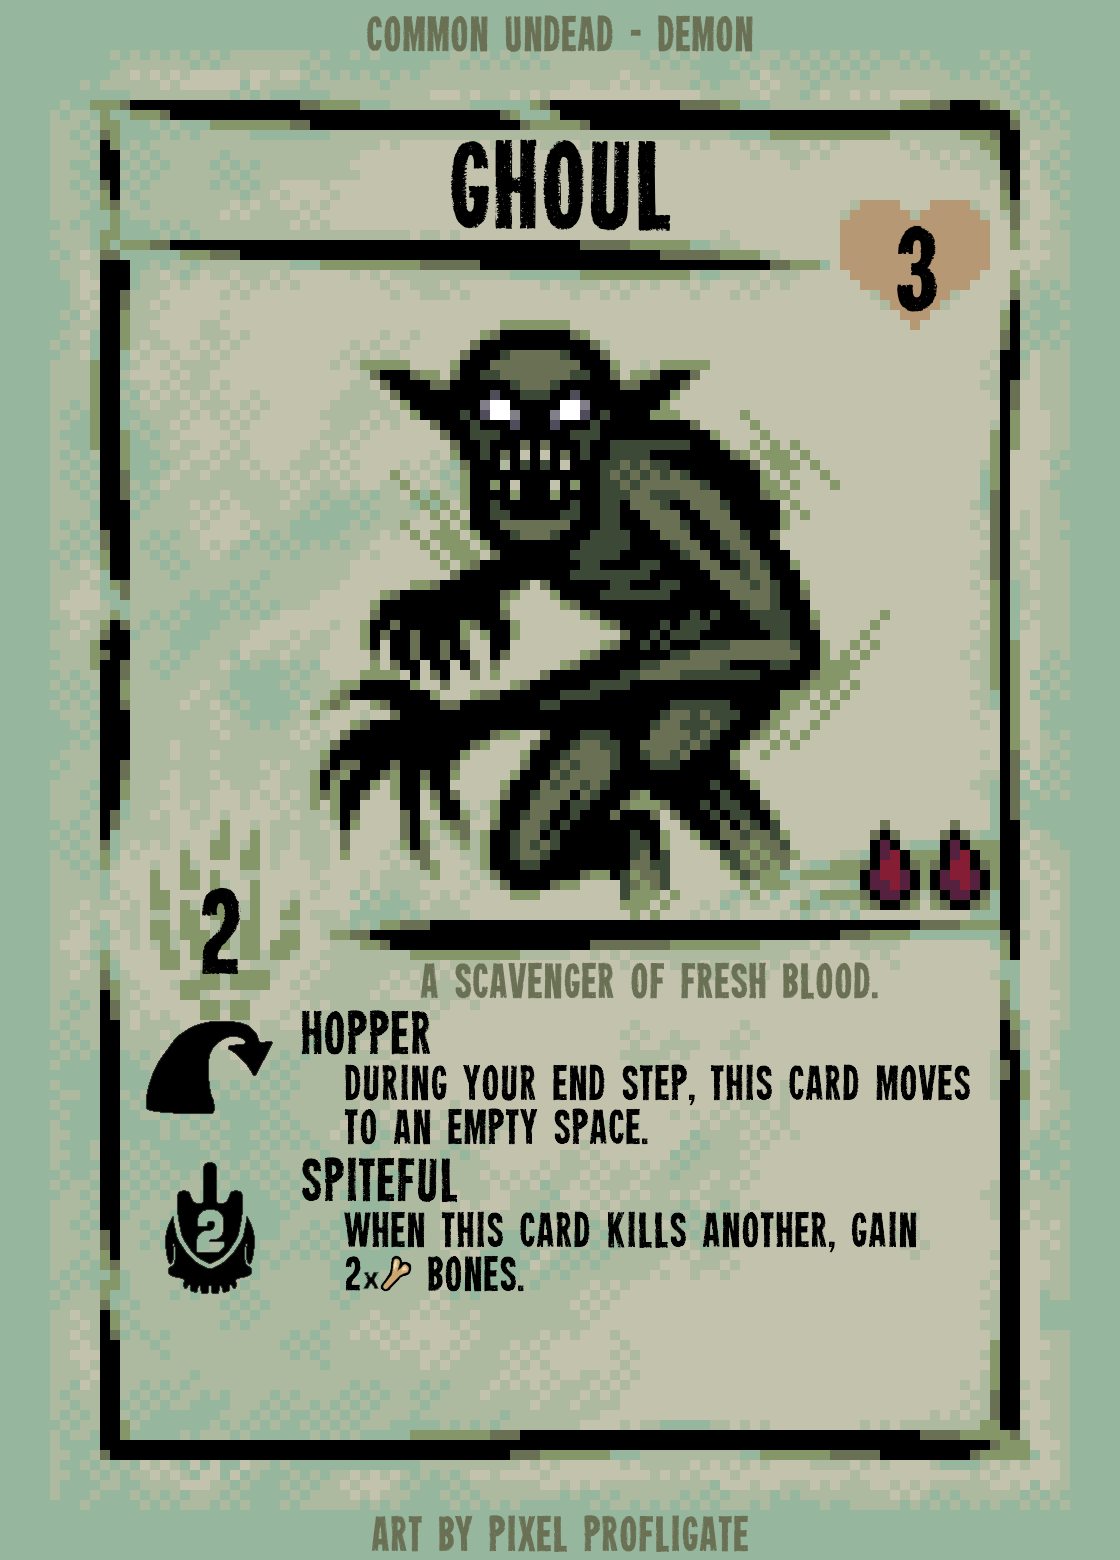 COMMON UNDEAD - DEMON
GHOUL
3
2
A SCAVENGER OF FRESH BLOOD.
HOPPER
DURING YOUR END STEP, THIS CARD MOVES
TO AN EMPTY SPACE.
SPITEFUL
2
WHEN THIS CARD KILLS ANOTHER, GAIN
2x BONES.
ART BY PIXEL PROFLIGATE